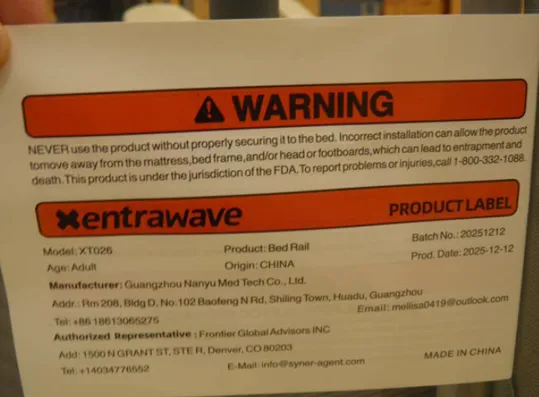 WARNING
NEVER use the product without properly securing it to the bed. Incorrect installation can allow the product
tomove away from the mattress,bed frame,and/or head or footboards,which can lead to entrapment and
death.This product is under the jurisdiction of the FDA.To report problems or injuries,call 1-800-332-1088.
xentrawave PRODUCT LABEL
Model: XT026 Product: Bed Rail Batch No.: 20251212
Age: Adult Origin: CHINA Prod. Date: 2025-12-12
Manufacturer: Guangzhou Nanyu Med Tech Co., Ltd.
Addr.: Rm 208, Bldg D, No.102 Baofeng N Rd, Shiling Town, Huadu, Guangzhou
Tel: +86 18613065275 Email: mellisa0419@outlook.com
Authorized Representative : Frontier Global Advisors INC
Add: 1500 N GRANT ST, STE R, Denver, CO 80203
Tel: +14034776552 E-Mail: info@syner-agent.com MADE IN CHINA